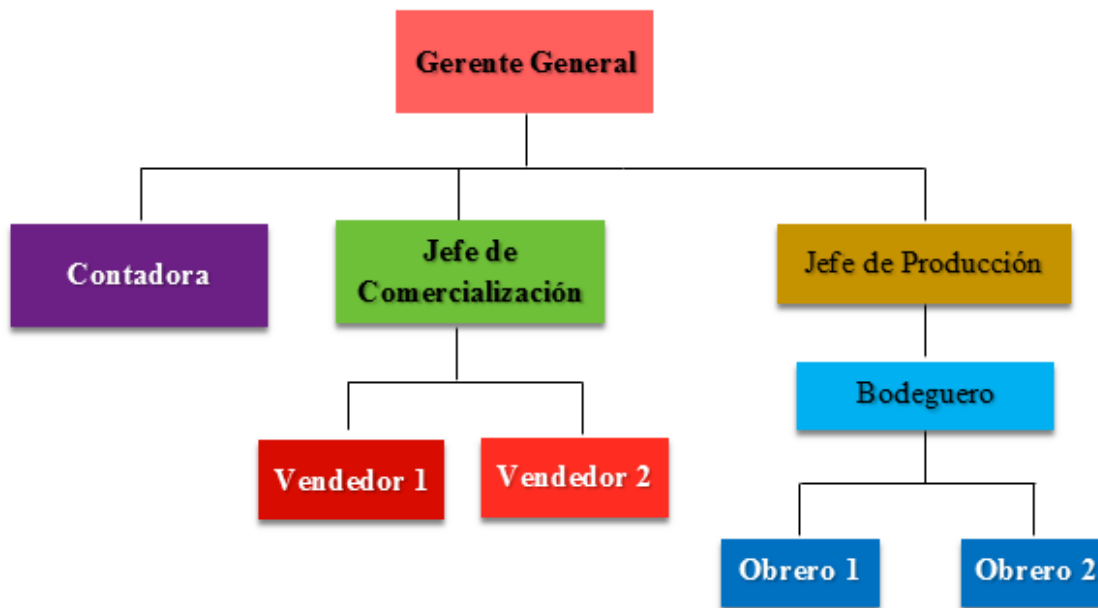 Gerente General
Contadora
Jefe de
Comercialización
Jefe de Producción
Bodeguero
Vendedor 1
Vendedor 2
Obrero 1
Obrero 2